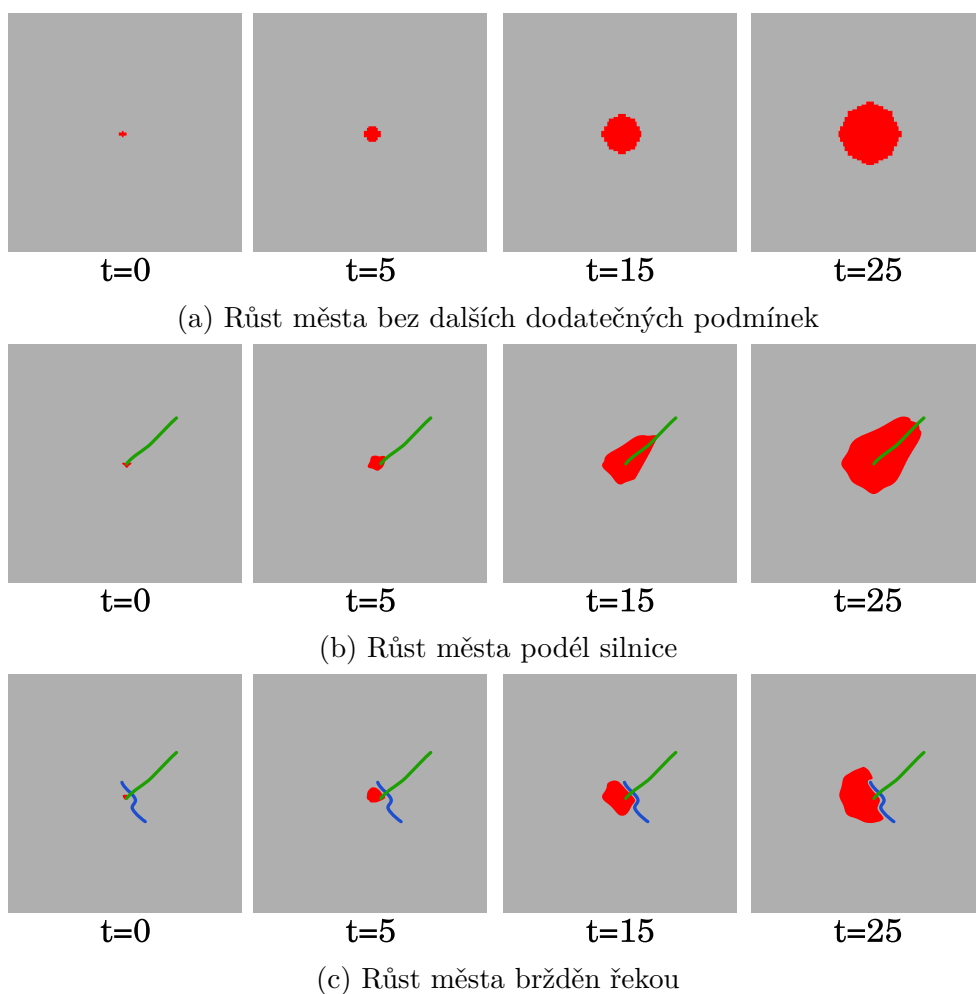 t=0 t=5 t=15 t=25
(a) Růst města bez dalších dodatečných podmínek
t=0 t=5 t=15 t=25
(b) Růst města podél silnice
t=0 t=5 t=15 t=25
(c) Růst města bržděn řekou